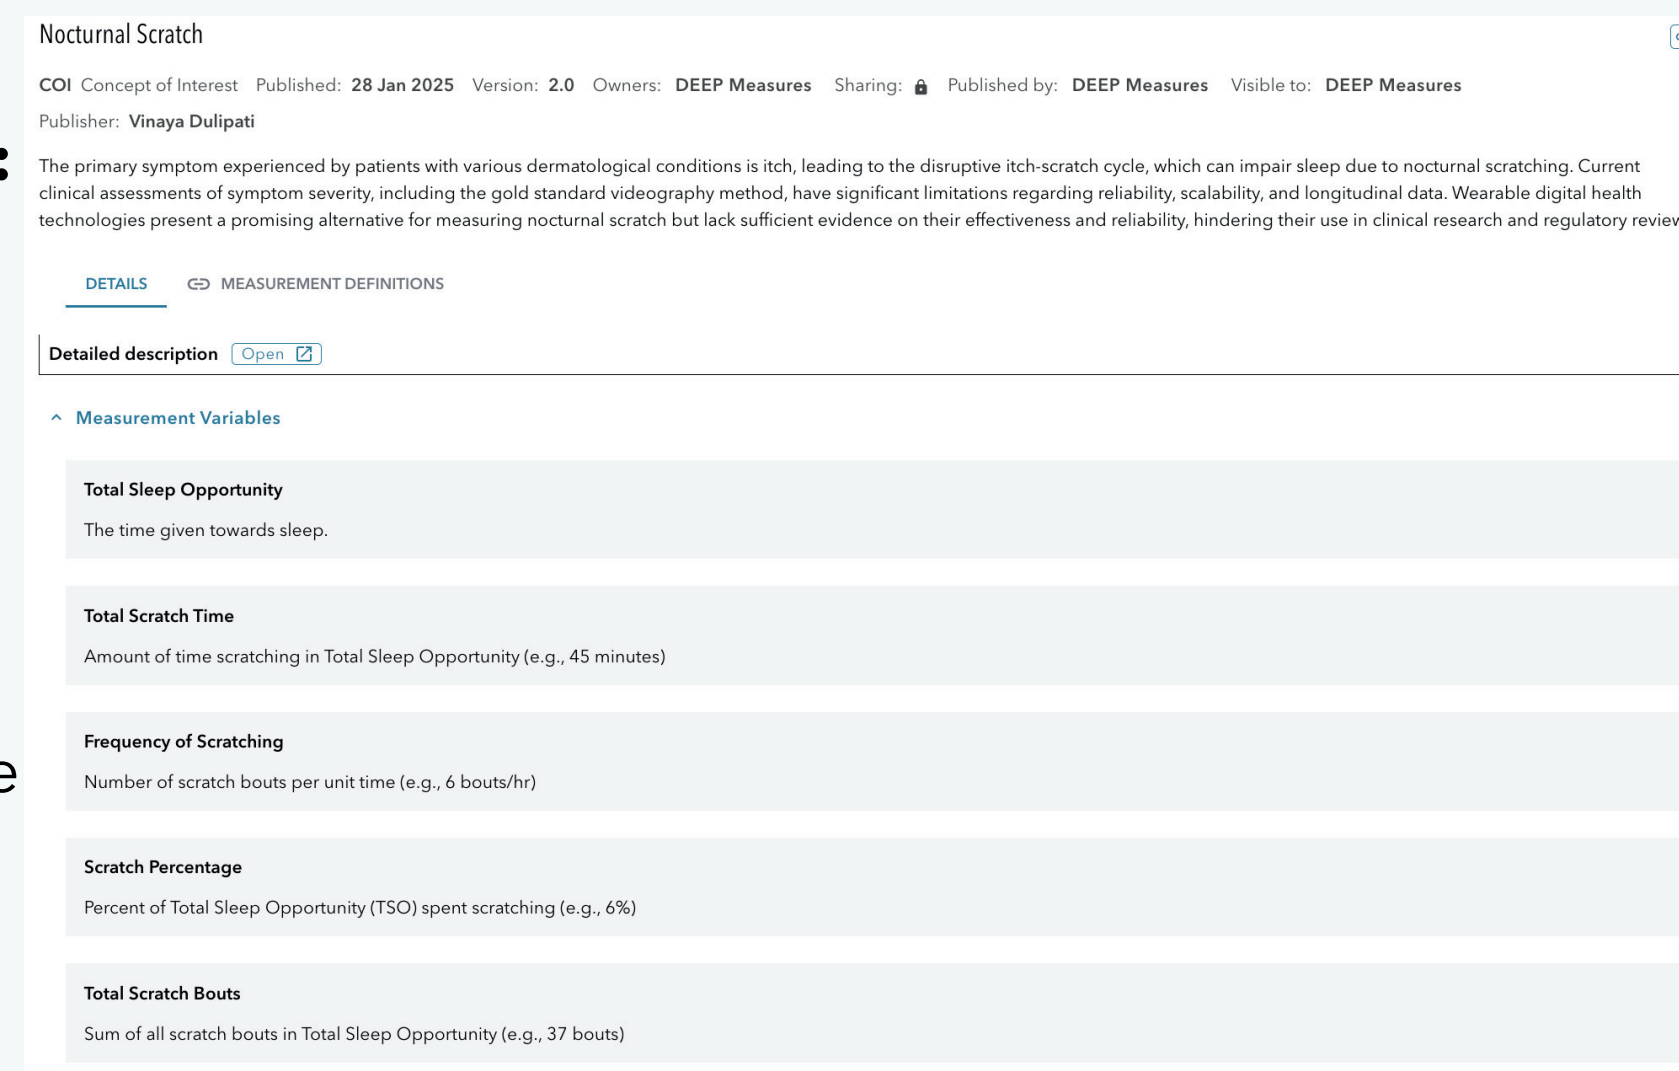 Nocturnal Scratch
COI Concept of Interest Published: 28 Jan 2025 Version: 2.0 Owners: DEEP Measures Sharing: Published by: DEEP Measures Visible to: DEEP Measures
Publisher: Vinaya Dulipati
:
The primary symptom experienced by patients with various dermatological conditions is itch, leading to the disruptive itch-scratch cycle, which can impair sleep due to nocturnal scratching. Current
clinical assessments of symptom severity, including the gold standard videography method, have significant limitations regarding reliability, scalability, and longitudinal data. Wearable digital health
technologies present a promising alternative for measuring nocturnal scratch but lack sufficient evidence on their effectiveness and reliability, hindering their use in clinical research and regulatory review
DETAILS MEASUREMENT DEFINITIONS
Detailed description Open
Measurement Variables
Total Sleep Opportunity
The time given towards sleep.
Total Scratch Time
Amount of time scratching in Total Sleep Opportunity (e.g., 45 minutes)
Frequency of Scratching
e
Number of scratch bouts per unit time (e.g., 6 bouts/hr)
Scratch Percentage
Percent of Total Sleep Opportunity (TSO) spent scratching (e.g., 6%)
Total Scratch Bouts
Sum of all scratch bouts in Total Sleep Opportunity (e.g., 37 bouts)